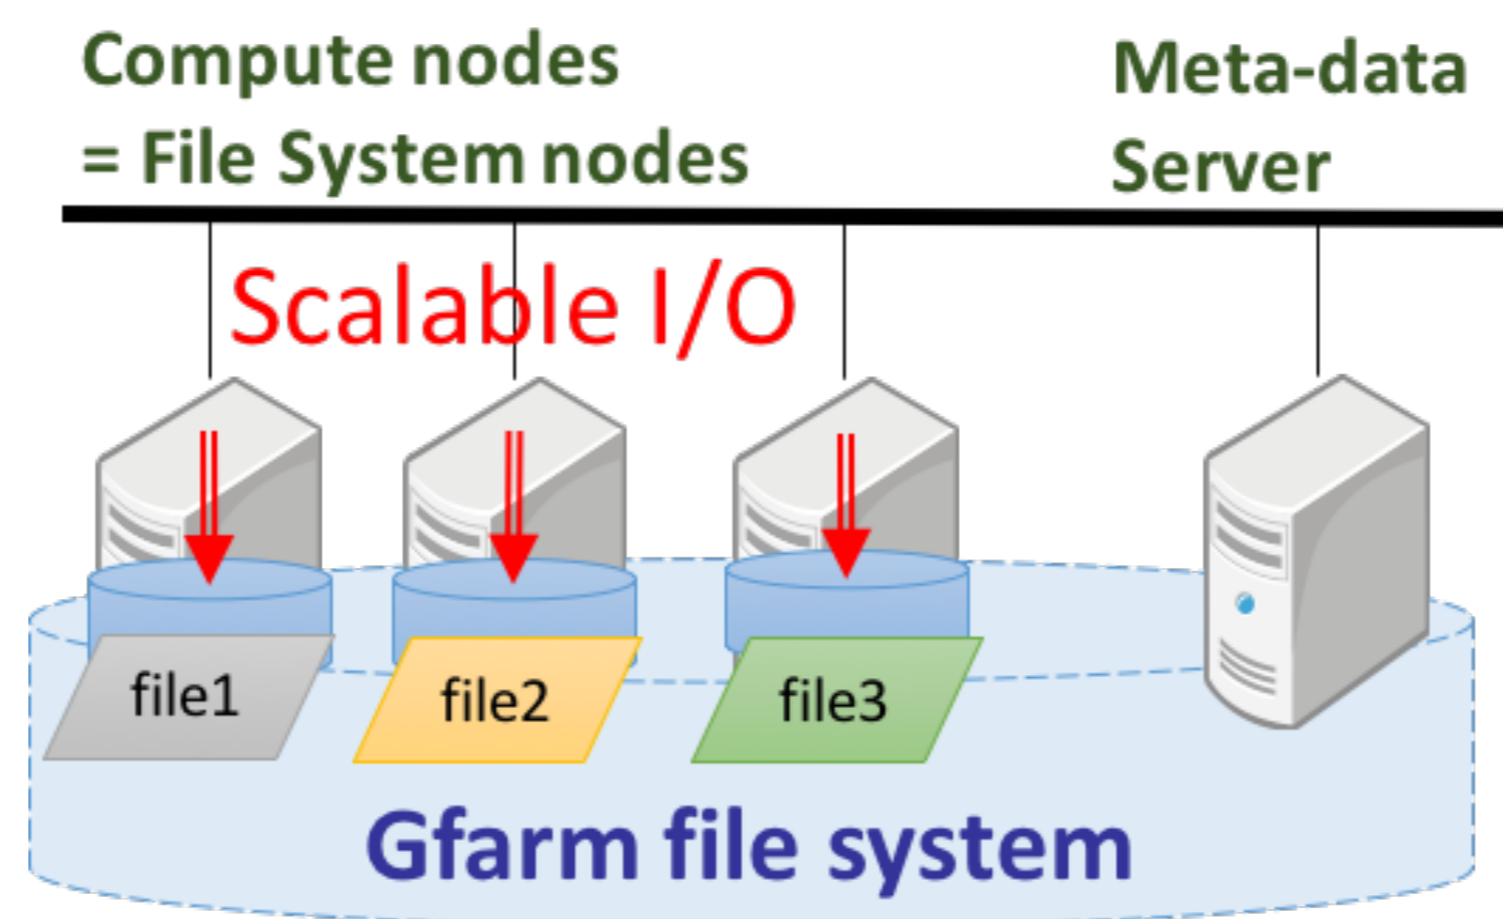 Compute nodes
= File System nodes
Meta-data
Server
Scalable I/O
file1
file2
file3
Gfarm file system